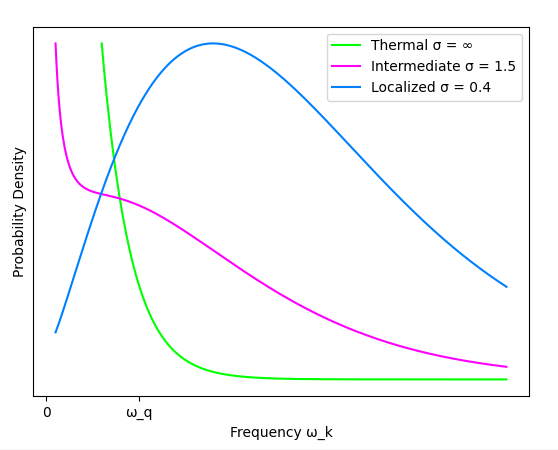 Thermal σ = ∞
Intermediate σ = 1.5
Localized σ = 0.4
Probability Density
0
ω_q
Frequency ω_k